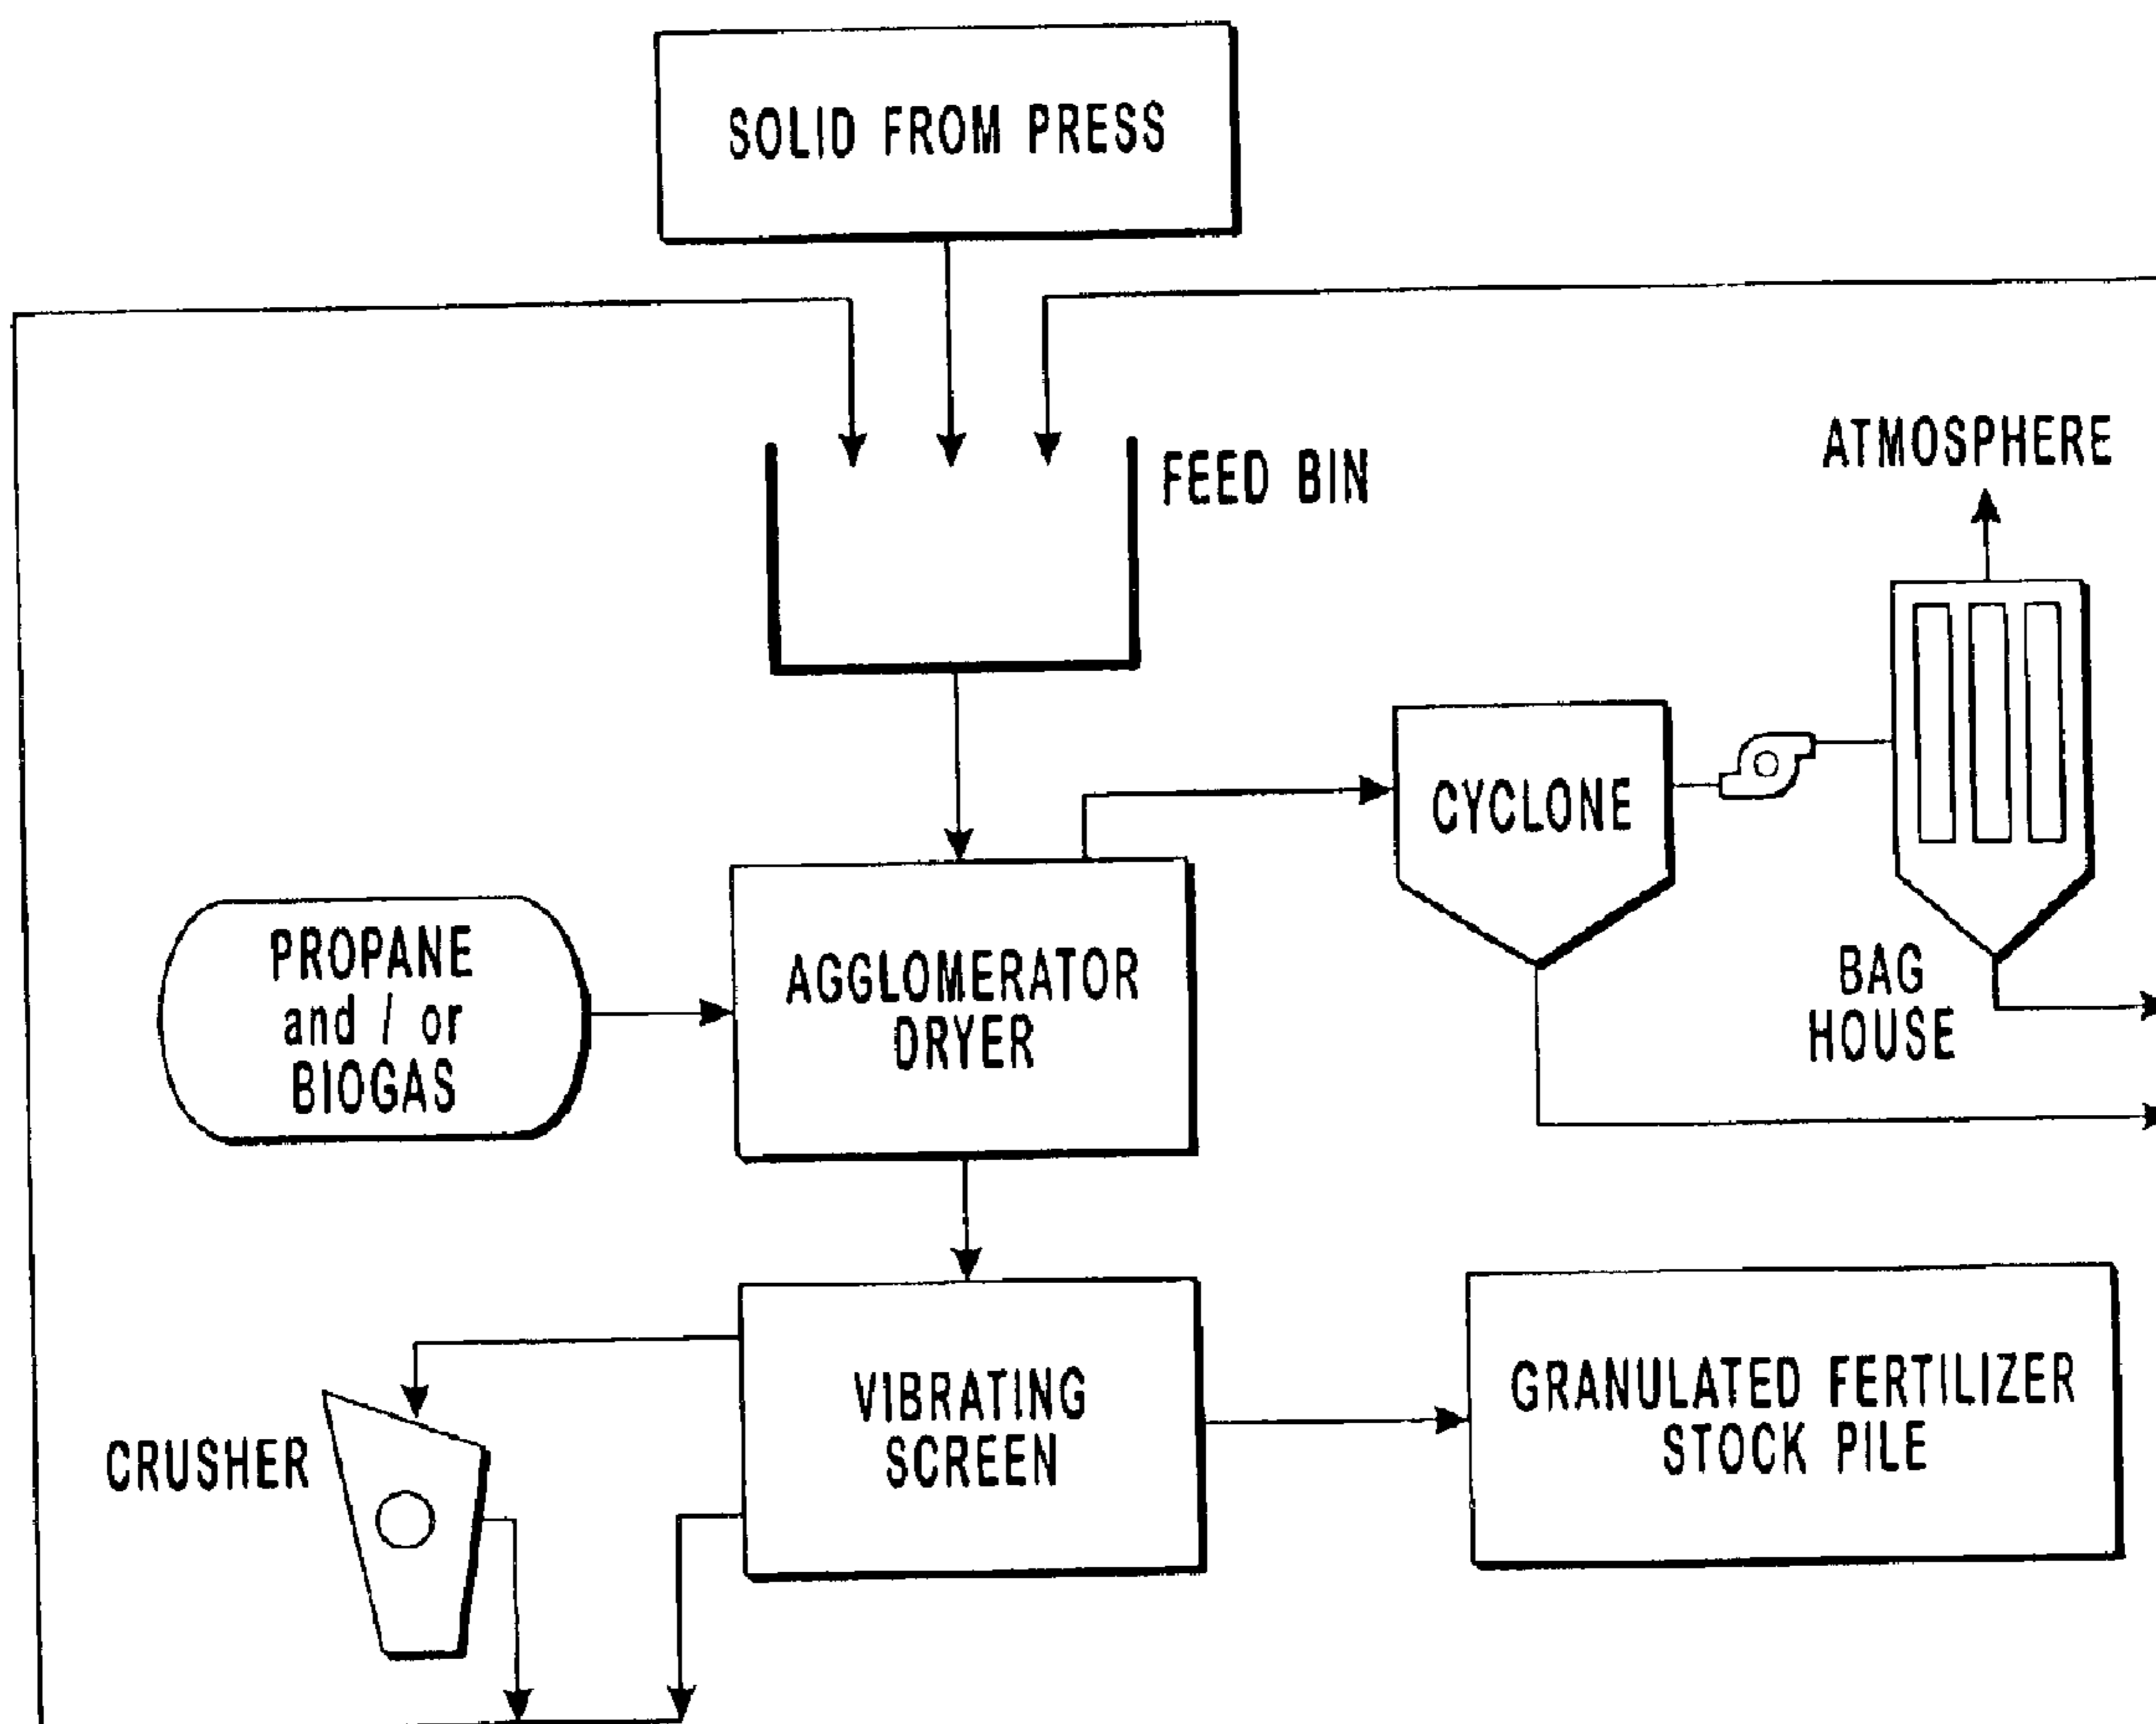 SOLID FROM PRESS
FEED BIN
ATMOSPHERE
CYCLONE
PROPANE
and / or
BIOGAS
AGGLOMERATOR
DRYER
BAG
HOUSE
CRUSHER
VIBRATING
SCREEN
GRANULATED FERTILIZER
STOCK PILE